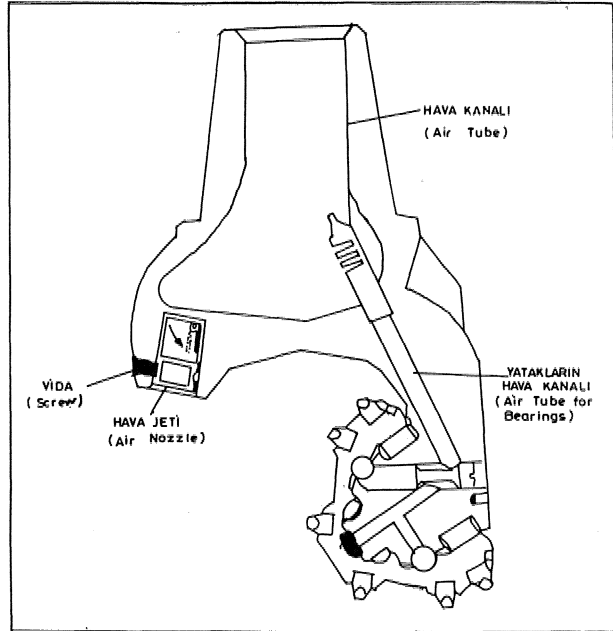 HAVA KANALI
(Air Tube)
VİDA
(Screw)
HAVA JETİ
(Air Nozzle)
YATAKLARIN
HAVA KANALI
(Air Tube for
Bearings)